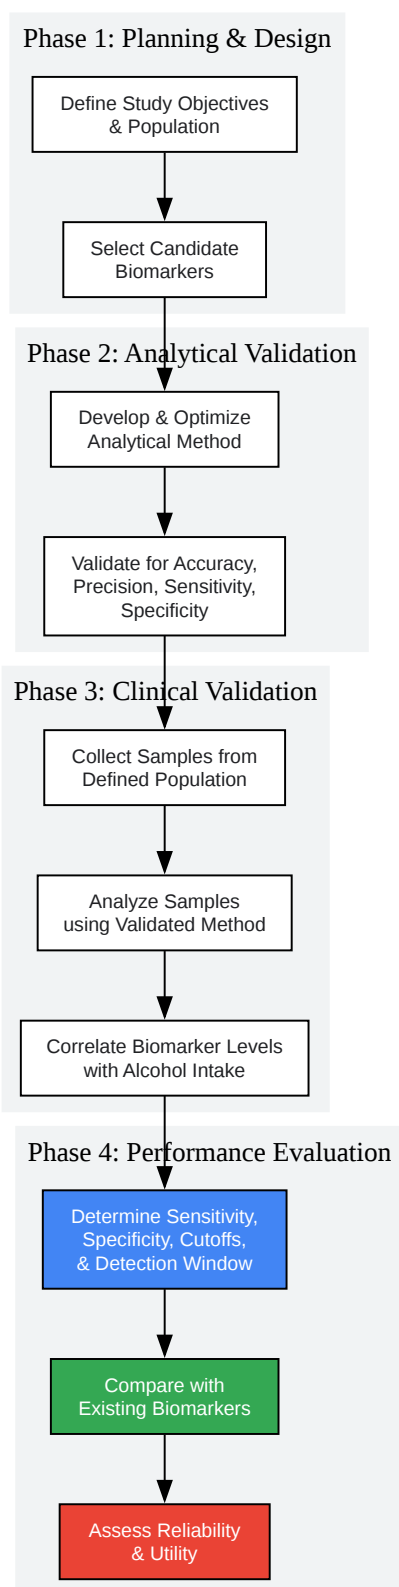 Phase 1: Planning & Design
Define Study Objectives
& Population
Select Candidate
Biomarkers
Phase 2: Analytical Validation
Develop & Optimize
Analytical Method
Validate for Accuracy,
Precision, Sensitivity,
Specificity
Phase 3: Clinical Validation
Collect Samples from
Defined Population
Analyze Samples
using Validated Method
Correlate Biomarker Levels
with Alcohol Intake
Phase 4: Performance Evaluation
Determine Sensitivity,
Specificity, Cutoffs,
& Detection Window
Compare with
Existing Biomarkers
Assess Reliability
& Utility